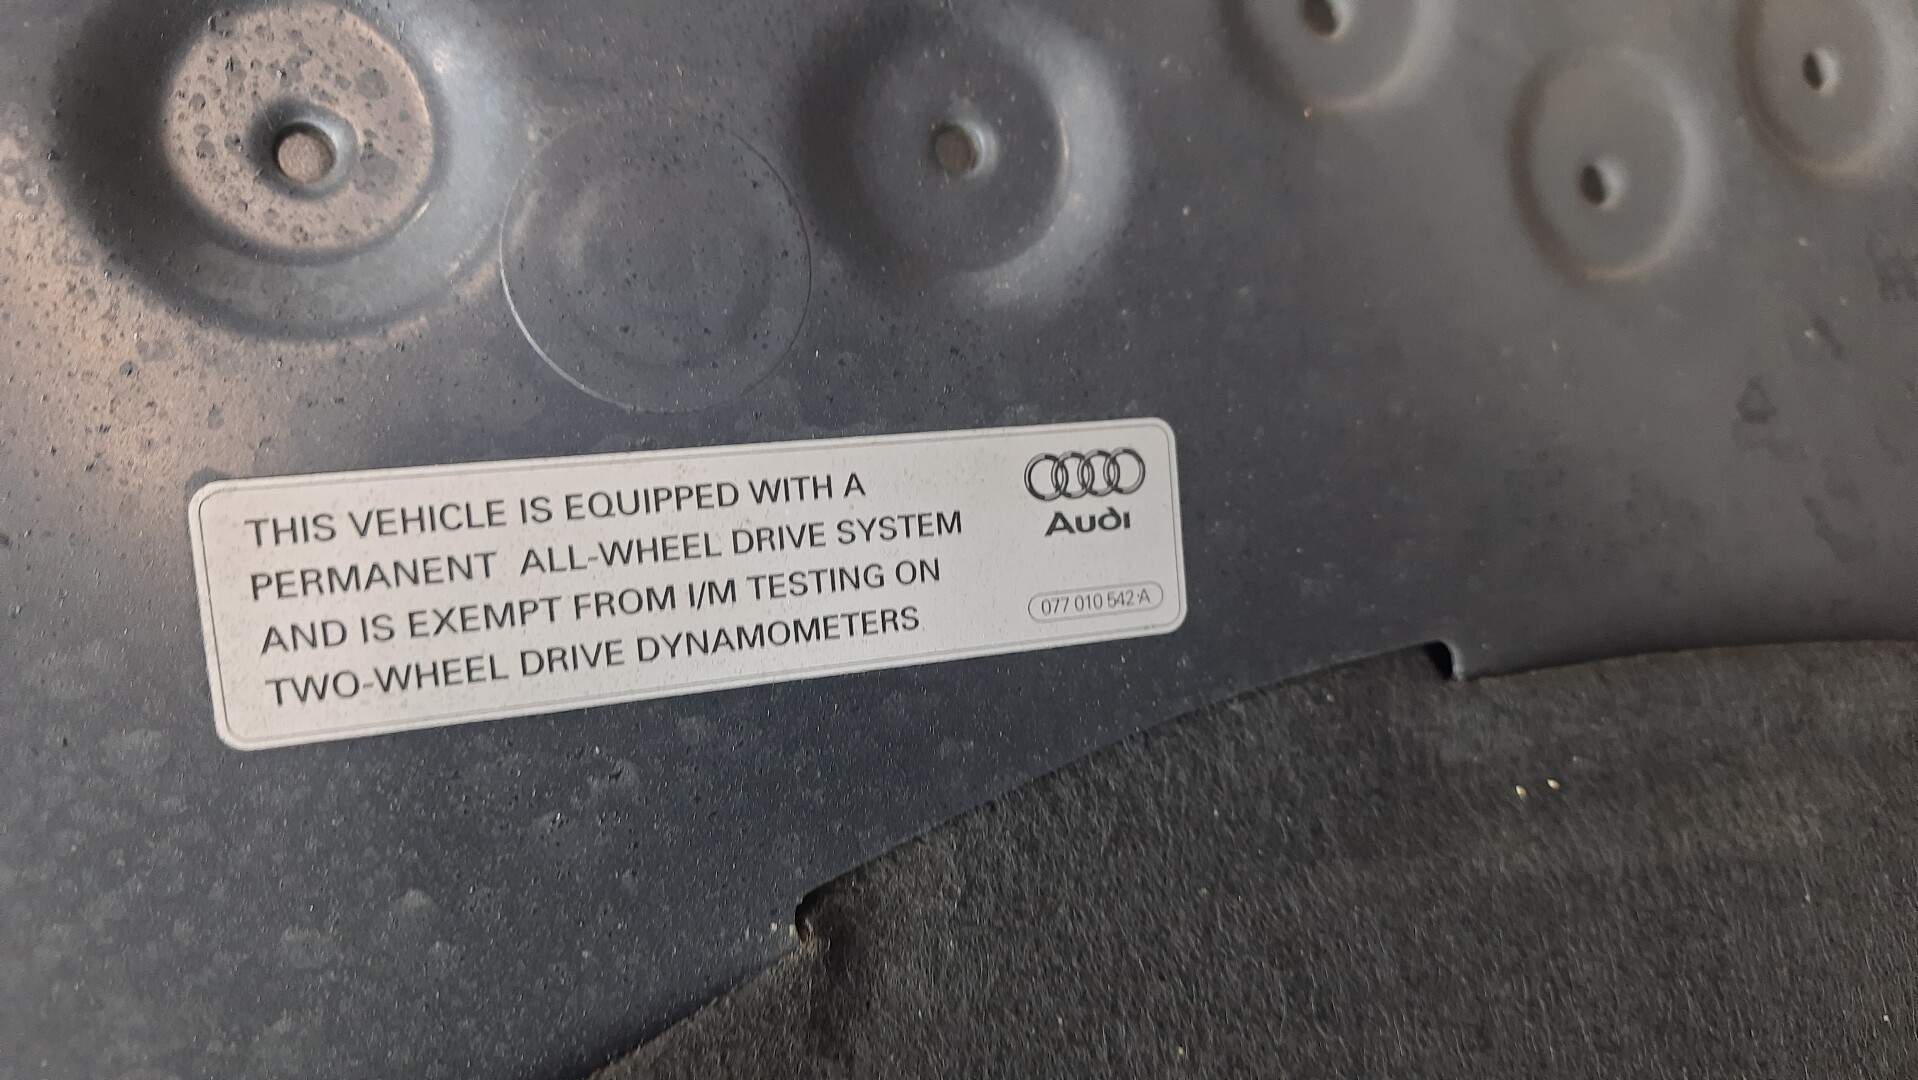 THIS VEHICLE IS EQUIPPED WITH A
PERMANENT ALL-WHEEL DRIVE SYSTEM
AND IS EXEMPT FROM I/M TESTING ON
TWO-WHEEL DRIVE DYNAMOMETERS
Audi
077 010 542 A